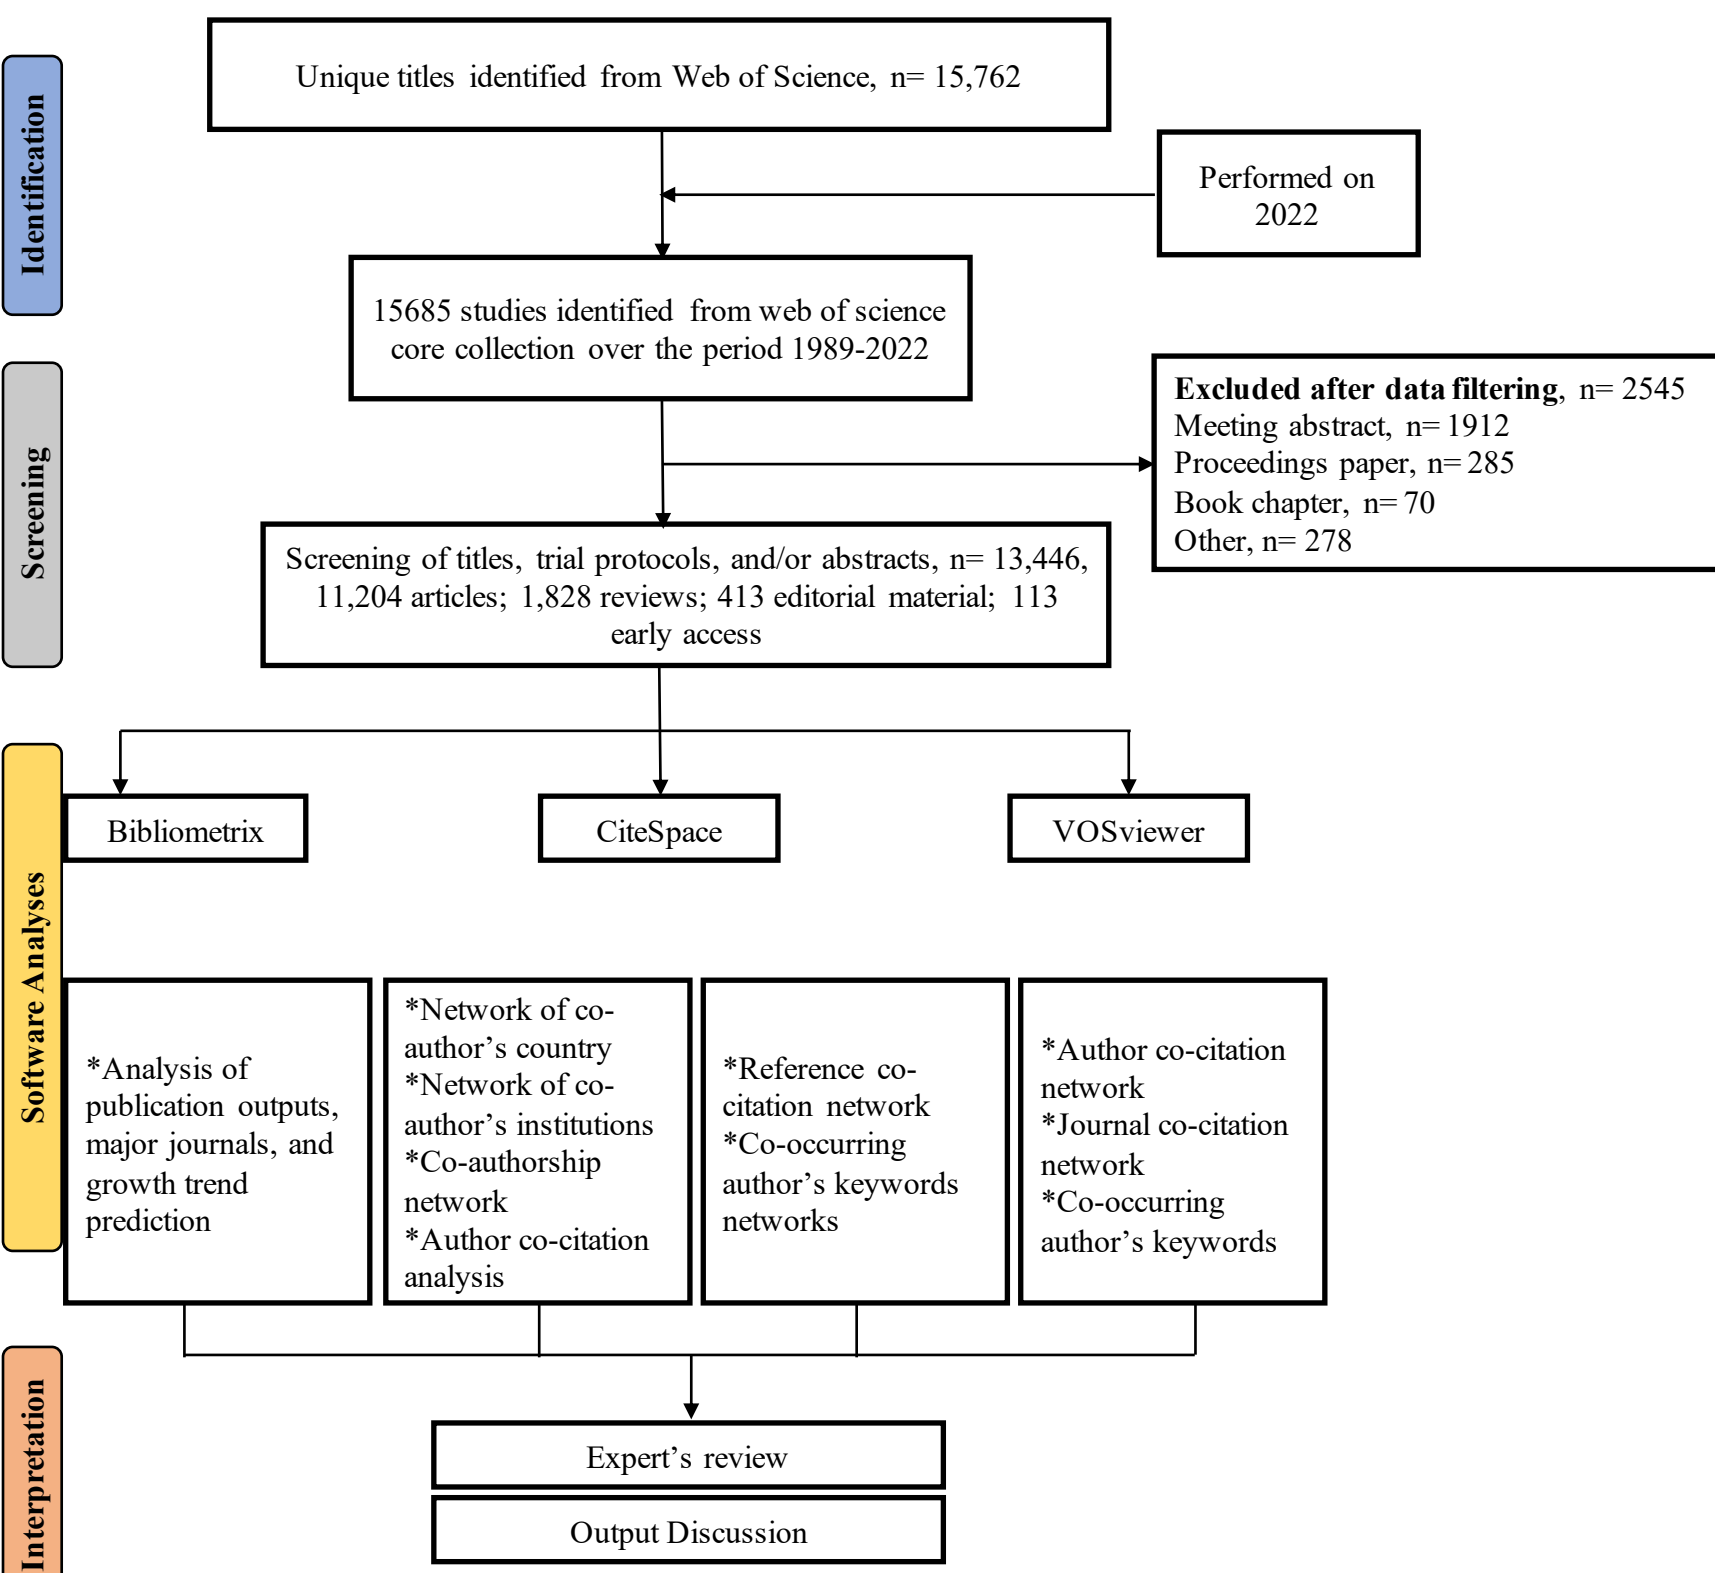 Identification
Unique titles identified from Web of Science, n= 15,762
Performed on
2022
15685 studies identified from web of science
core collection over the period 1989-2022
Screening
Excluded after data filtering, n= 2545
Meeting abstract, n= 1912
Proceedings paper, n= 285
Book chapter, n= 70
Other, n= 278
Screening of titles, trial protocols, and/or abstracts, n= 13,446,
11,204 articles; 1,828 reviews; 413 editorial material; 113
early access
Software Analyses
Bibliometrix
CiteSpace
VOSviewer
*Analysis of
publication outputs,
major journals, and
growth trend
prediction
*Network of co-
author’s country
*Network of co-
author’s institutions
*Co-authorship
network
*Author co-citation
analysis
*Reference co-
citation network
*Co-occurring
author’s keywords
networks
*Author co-citation
network
*Journal co-citation
network
*Co-occurring
author’s keywords
Interpretation
Expert’s review
Output Discussion